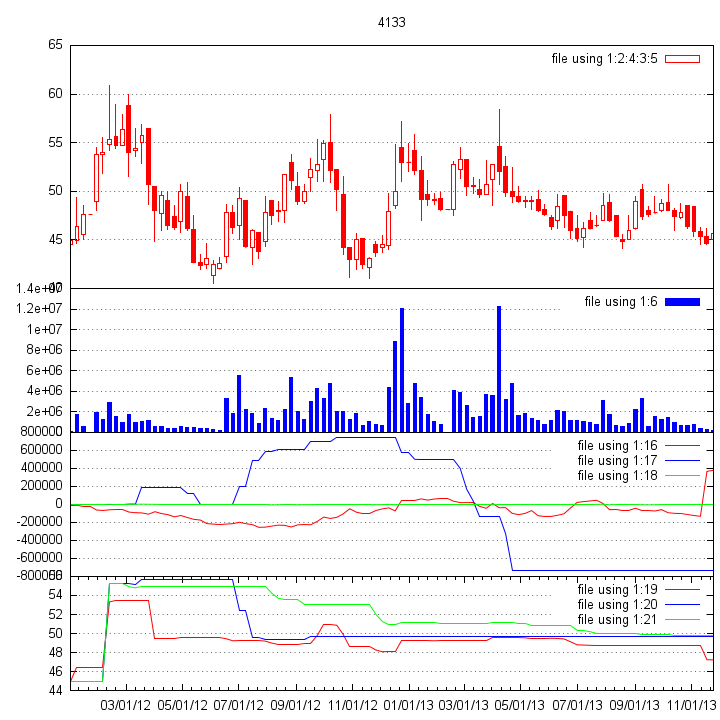 4133
65
file using 1:2:4:3:5
60
55
50
45
40
1.4e+07
file using 1:6
1.2e+07
1e+07
8e+06
6e+06
4e+06
2e+06
800000
file using 1:16
600000
file using 1:17
400000
file using 1:18
200000
0
-200000
-400000
-600000
-800000
56
file using 1:19
54
file using 1:20
52
file using 1:21
50
48
46
44
03/01/12 05/01/12 07/01/12 09/01/12 11/01/12 01/01/13 03/01/13 05/01/13 07/01/13 09/01/13 11/01/13